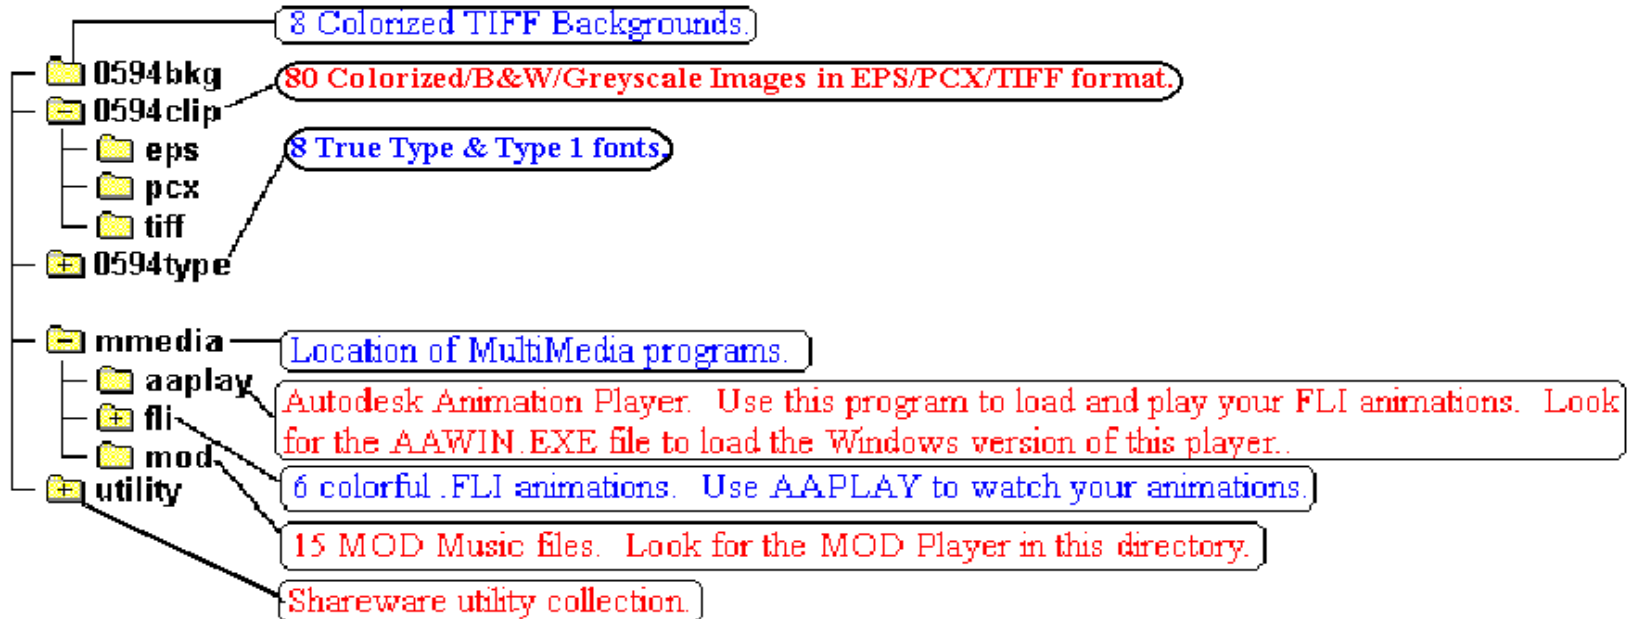 8 Colorized TIFF Backgrounds.
0594bkg
80 Colorized/B&W/Greyscale Images in EPS/PCX/TIFF format.
0594clip
eps
8 True Type & Type 1 fonts.
pcx
tiff
0594type
mmedia
Location of MultiMedia programs.
aaplay
Autodesk Animation Player. Use this program to load and play your FLI animations. Look
for the AAWIN.EXE file to load the Windows version of this player..
fli
mod
utility
6 colorful .FLI animations. Use AAPLAY to watch your animations.
15 MOD Music files. Look for the MOD Player in this directory.
Shareware utility collection.